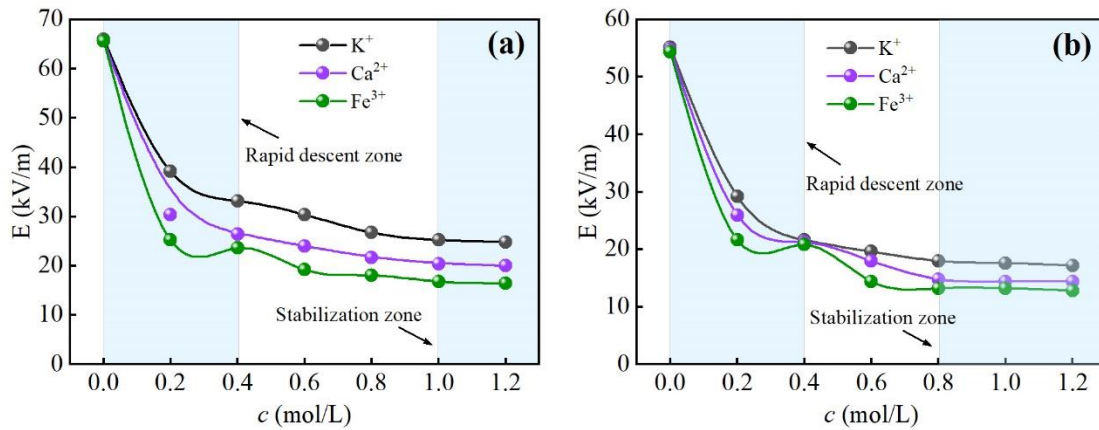 (a)
K⁺
Ca²⁺
Fe³⁺
Rapid descent zone
Stabilization zone
E (kV/m)
70
60
50
40
30
20
10
0
0.0 0.2 0.4 0.6 0.8 1.0 1.2
c (mol/L)
(b)
K⁺
Ca²⁺
Fe³⁺
Rapid descent zone
Stabilization zone
E (kV/m)
60
50
40
30
20
10
0
0.0 0.2 0.4 0.6 0.8 1.0 1.2
c (mol/L)